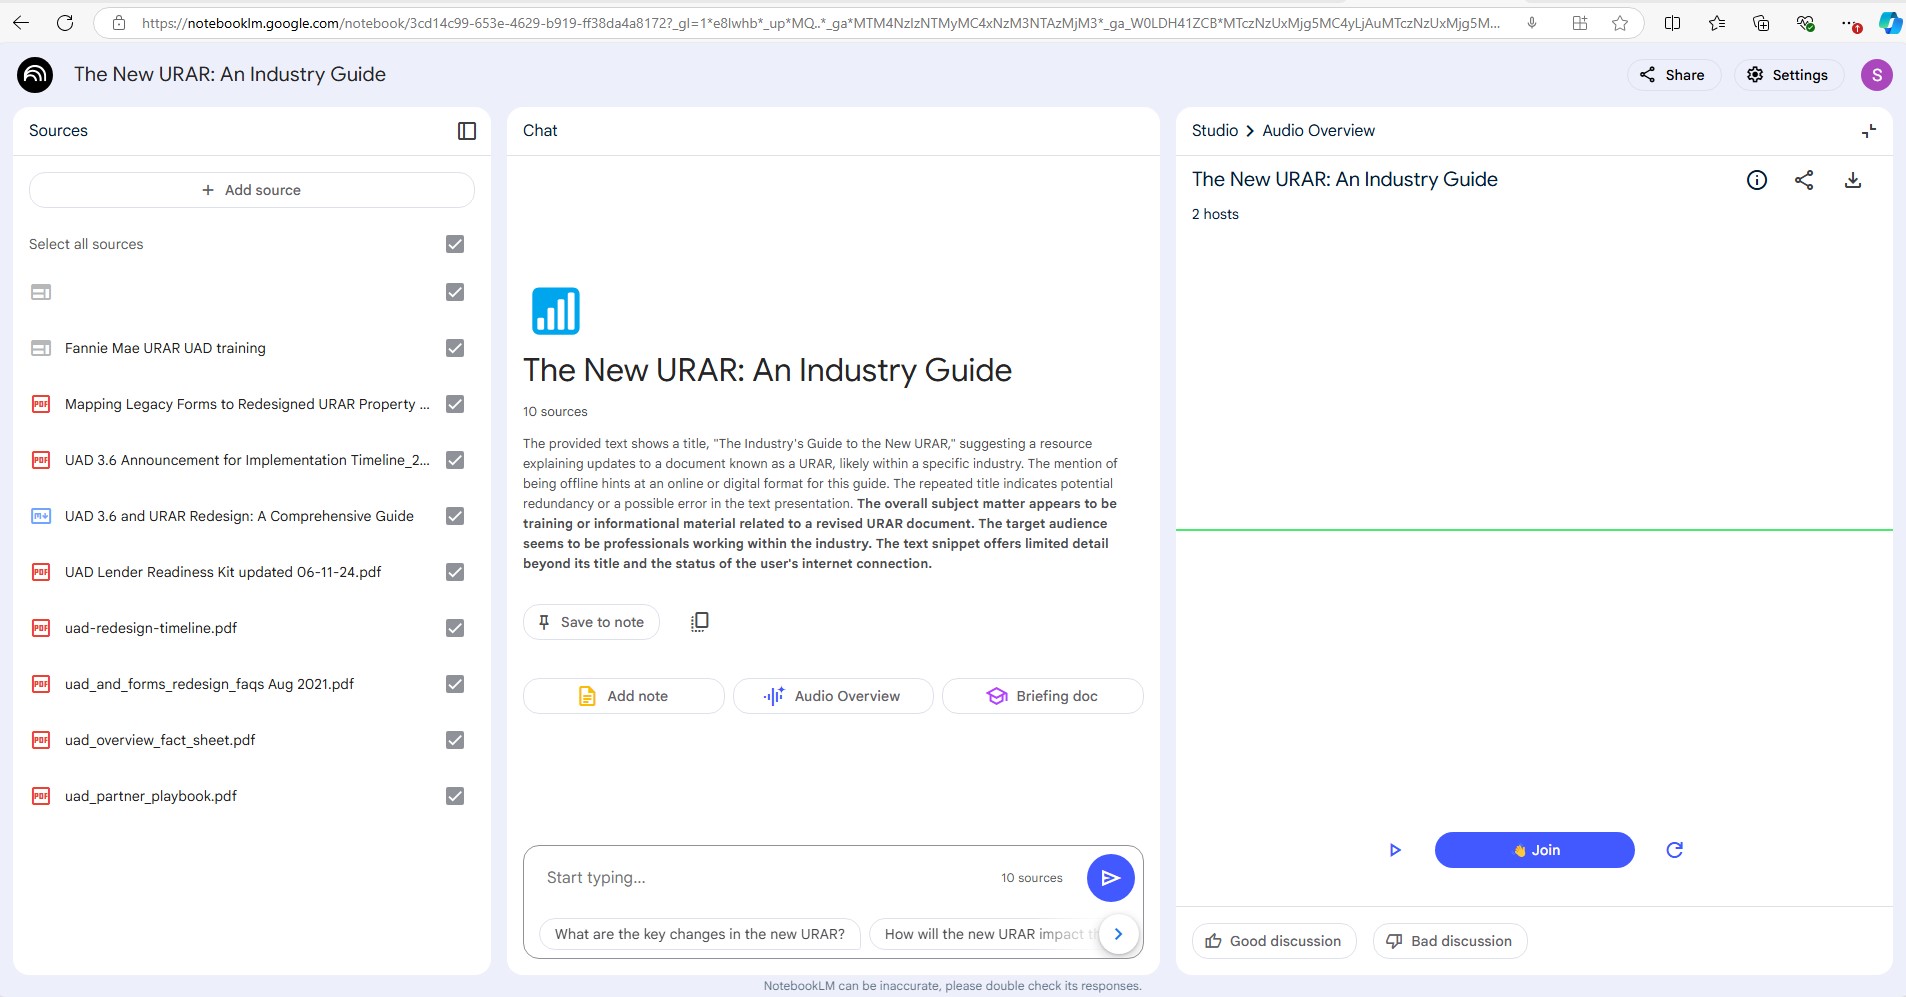 https://notebooklm.google.com/notebook/3cd14c99-653e-4629-b919-ff38da4a8172?_gl=1*e8lwhb*_up*MQ..*_ga*MTM4NzIzNTMyMC4xNzM3NTAzMjM3*_ga_W0LDH41ZCB*MTczNzUxMjg5MC4yLjAuMTczNzUxMjg5M...
The New URAR: An Industry Guide
Share
Settings
S
Sources
Add source
Select all sources
Fannie Mae URAR UAD training
PDF Mapping Legacy Forms to Redesigned URAR Property ...
PDF UAD 3.6 Announcement for Implementation Timeline_2...
UAD 3.6 and URAR Redesign: A Comprehensive Guide
PDF UAD Lender Readiness Kit updated 06-11-24.pdf
PDF uad-redesign-timeline.pdf
PDF uad_and_forms_redesign_faqs Aug 2021.pdf
PDF uad_overview_fact_sheet.pdf
PDF uad_partner_playbook.pdf
Chat
The New URAR: An Industry Guide
10 sources
The provided text shows a title, "The Industry's Guide to the New URAR," suggesting a resource
explaining updates to a document known as a URAR, likely within a specific industry. The mention of
being offline hints at an online or digital format for this guide. The repeated title indicates potential
redundancy or a possible error in the text presentation. The overall subject matter appears to be
training or informational material related to a revised URAR document. The target audience
seems to be professionals working within the industry. The text snippet offers limited detail
beyond its title and the status of the user's internet connection.
Save to note
Add note
Audio Overview
Briefing doc
Start typing...
10 sources
What are the key changes in the new URAR?
How will the new URAR impact
NotebookLM can be inaccurate, please double check its responses.
Studio > Audio Overview
The New URAR: An Industry Guide
2 hosts
Join
Good discussion
Bad discussion